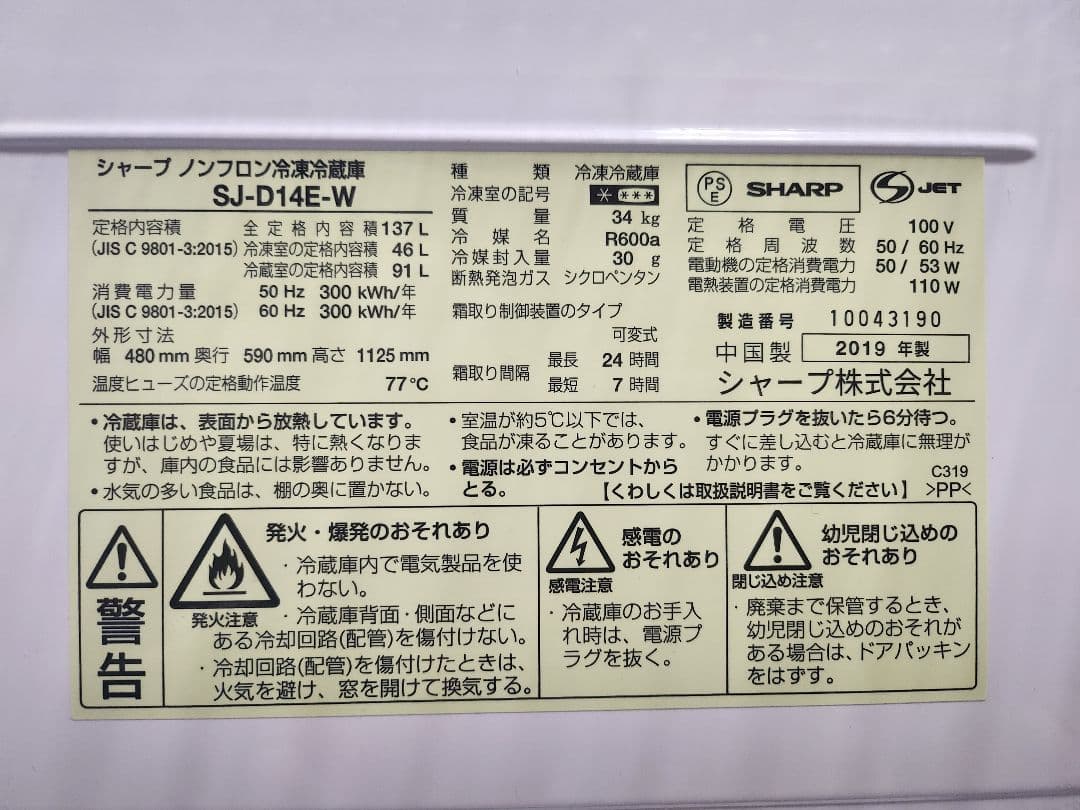 シャープ ノンフロン冷凍冷蔵庫
SJ-D14E-W
定格内容積 全定格内容積 137 L
(JIS C 9801-3:2015) 冷凍室の定格内容積 46 L
冷蔵室の定格内容積 91 L
消費電力量 50 Hz 300 kWh/年
(JIS C 9801-3:2015) 60 Hz 300 kWh/年
外形寸法
幅 480 mm 奥行 590 mm 高さ 1125 mm
温度ヒューズの定格動作温度 77℃
種類 冷凍冷蔵庫
冷凍室の記号 * ***
質量 34 kg
冷媒名 R600a
冷媒封入量 30 g
断熱発泡ガス シクロペンタン
霜取り制御装置のタイプ
可変式
霜取り間隔 最長 24 時間
最短 7 時間
PSE SHARP S JET
定格電圧 100 V
定格周波数 50 / 60 Hz
電動機の定格消費電力 50 / 53 W
電熱装置の定格消費電力 110 W
製造番号 10043190
中国製 2019 年製
シャープ株式会社
・冷蔵庫は、表面から放熱しています。
使いはじめや夏場は、特に熱くなりま
すが、庫内の食品には影響ありません。
・水気の多い食品は、棚の奥に置かない。
・室温が約5℃以下では、
食品が凍ることがあります。
・電源は必ずコンセントから
とる。
・電源プラグを抜いたら6分待つ。
すぐに差し込むと冷蔵庫に無理が
かかります。
C319
【くわしくは取扱説明書をご覧ください】 >PP<
警告
発火注意
発火・爆発のおそれあり
・冷蔵庫内で電気製品を使
わない。
・冷蔵庫背面・側面などに
ある冷却回路(配管)を傷付けない。
・冷却回路(配管)を傷付けたときは、
火気を避け、窓を開けて換気する。
感電注意
感電の
おそれあり
・冷蔵庫のお手入
れ時は、電源プ
ラグを抜く。
閉じ込め注意
幼児閉じ込めの
おそれあり
・廃棄まで保管するとき、
幼児閉じ込めのおそれが
ある場合は、ドアパッキン
をはずす。